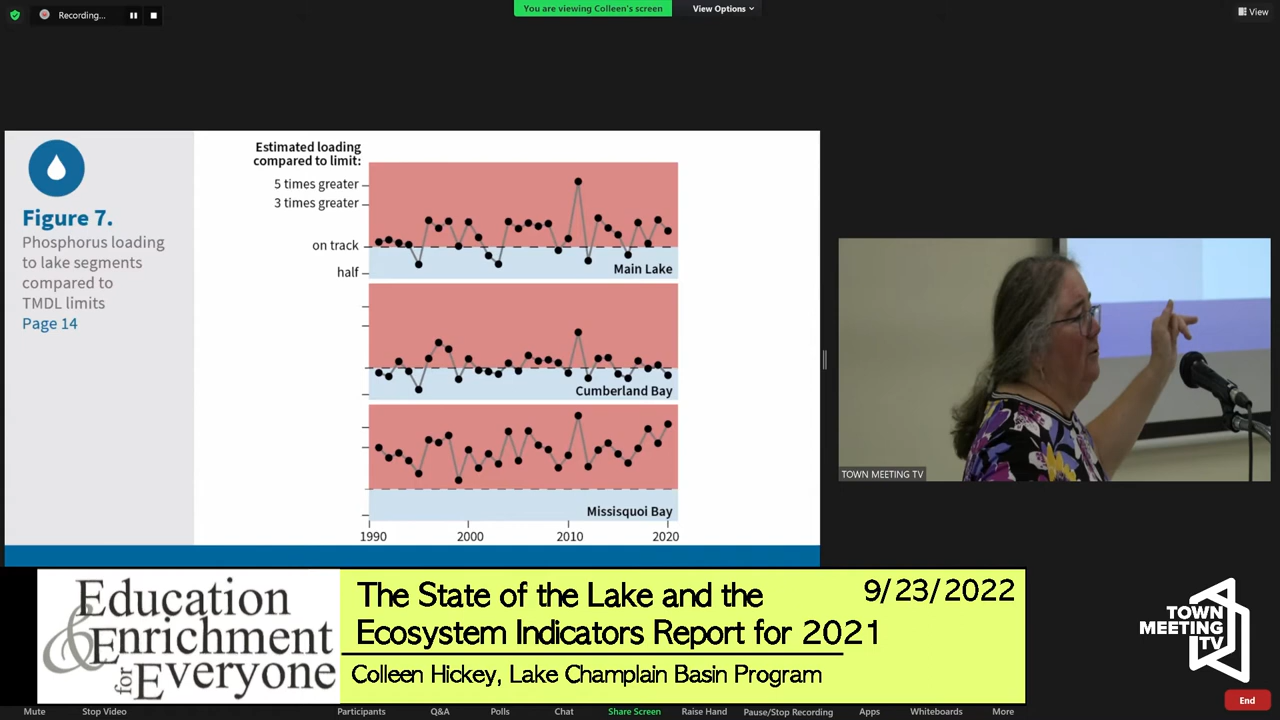 Recording...
You are viewing Colleen's screen
View Options
View
Figure 7.
Phosphorus loading
to lake segments
compared to
TMDL limits
Page 14
Estimated loading
compared to limit:
5 times greater
3 times greater
on track
half
Main Lake
Cumberland Bay
Missisquoi Bay
1990
2000
2010
2020
TOWN MEETING TV
Education
& Enrichment
for Everyone
The State of the Lake and the
Ecosystem Indicators Report for 2021
9/23/2022
Colleen Hickey, Lake Champlain Basin Program
TOWN
MEETING
TV
End
Mute
Stop Video
Participants
Q&A
Polls
Chat
Share Screen
Raise Hand
Pause/Stop Recording
Apps
Whiteboards
More